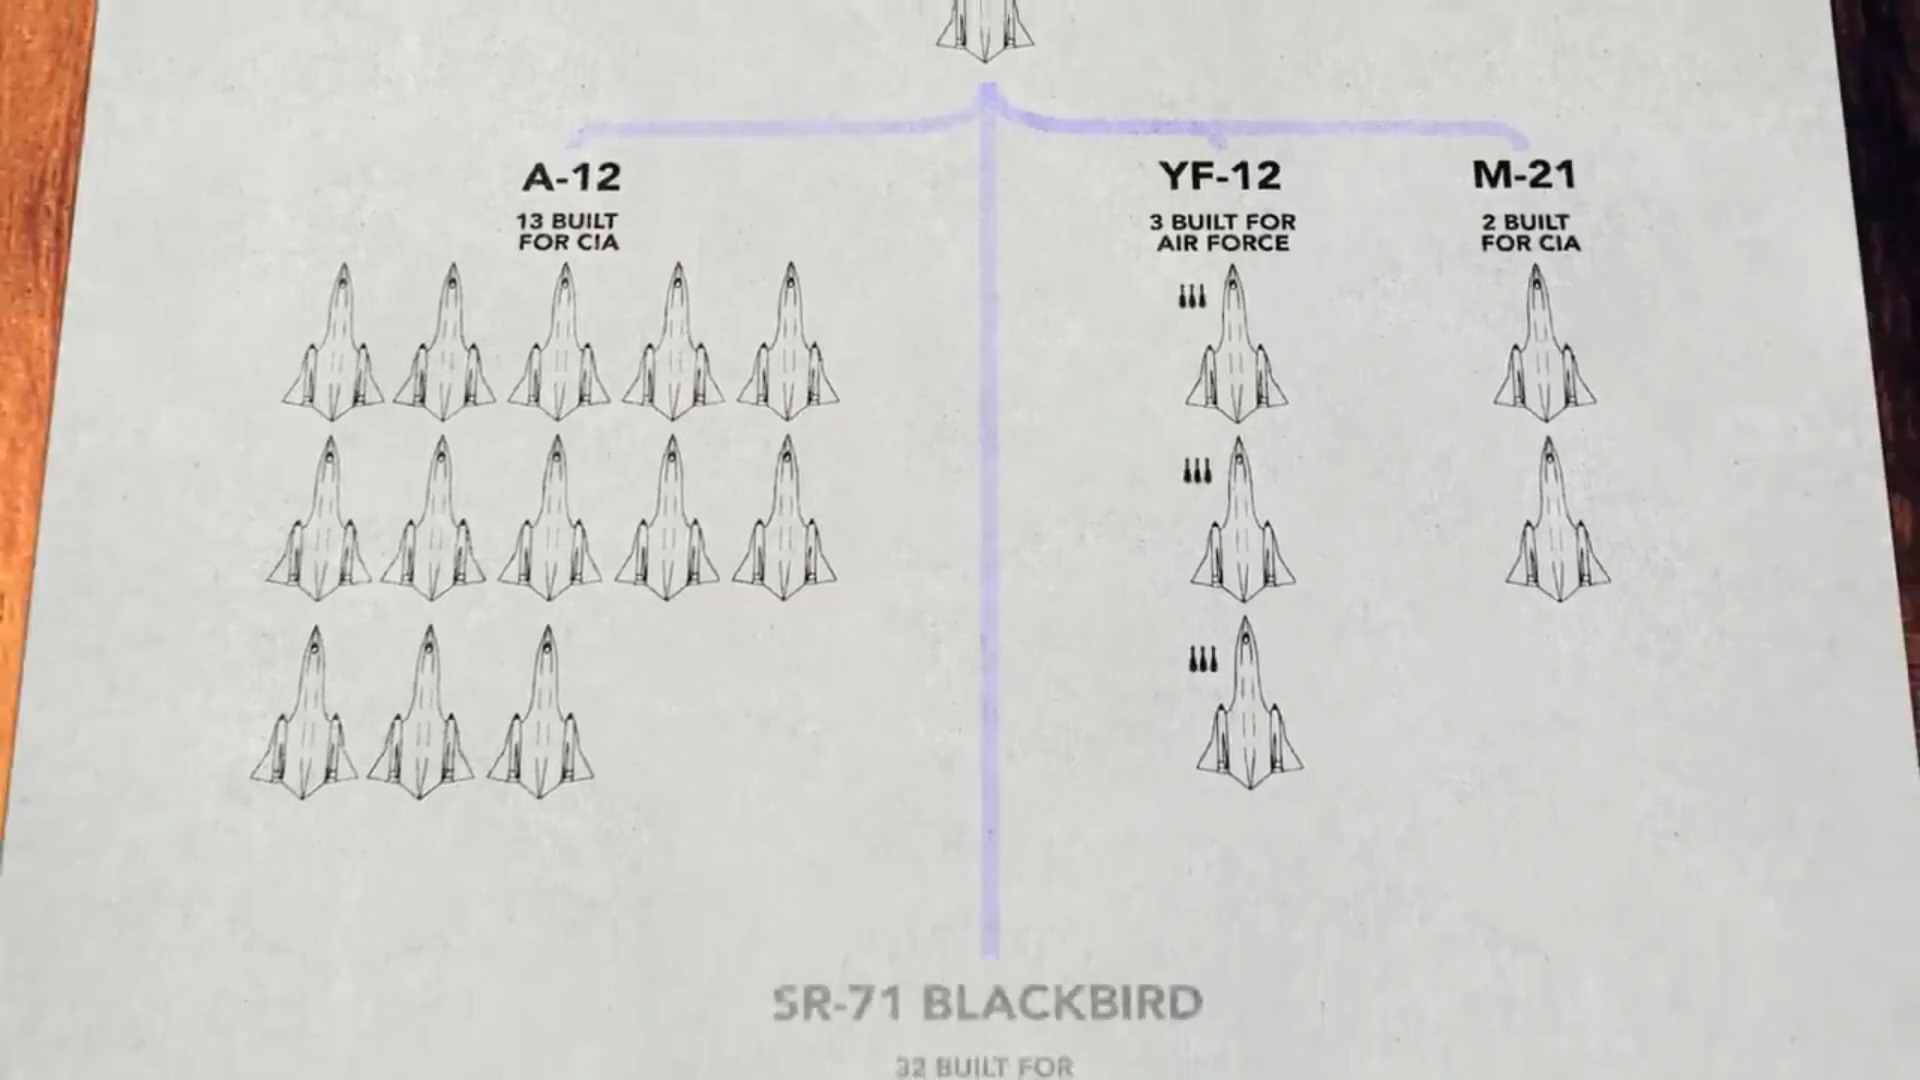 A-12
13 BUILT
FOR CIA
YF-12
3 BUILT FOR
AIR FORCE
M-21
2 BUILT
FOR CIA
SR-71 BLACKBIRD
32 BUILT FOR